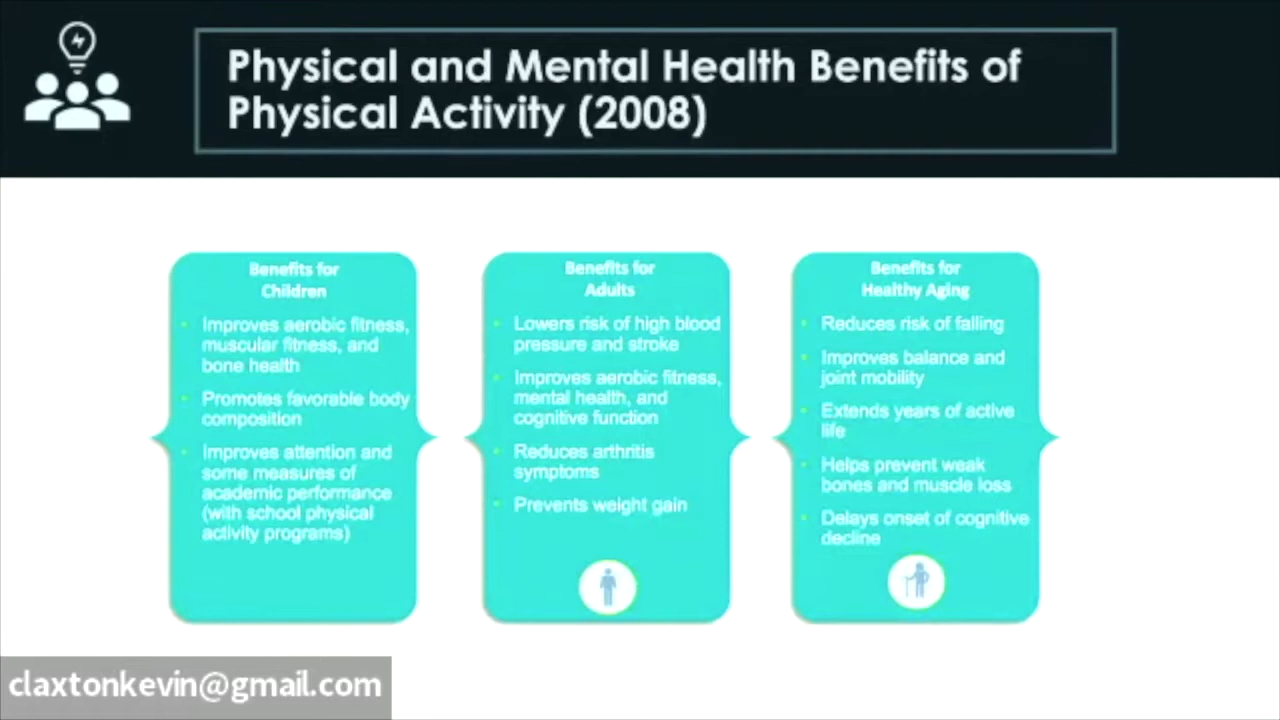 Physical and Mental Health Benefits of
Physical Activity (2008)
Benefits for
Children
• Improves aerobic fitness,
muscular fitness, and
bone health
• Promotes favorable body
composition
• Improves attention and
some measures of
academic performance
(with school physical
activity programs)
Benefits for
Adults
• Lowers risk of high blood
pressure and stroke
• Improves aerobic fitness,
mental health, and
cognitive function
• Reduces arthritis
symptoms
• Prevents weight gain
Benefits for
Healthy Aging
• Reduces risk of falling
• Improves balance and
joint mobility
• Extends years of active
life
• Helps prevent weak
bones and muscle loss
• Delays onset of cognitive
decline
claxtonkevin@gmail.com